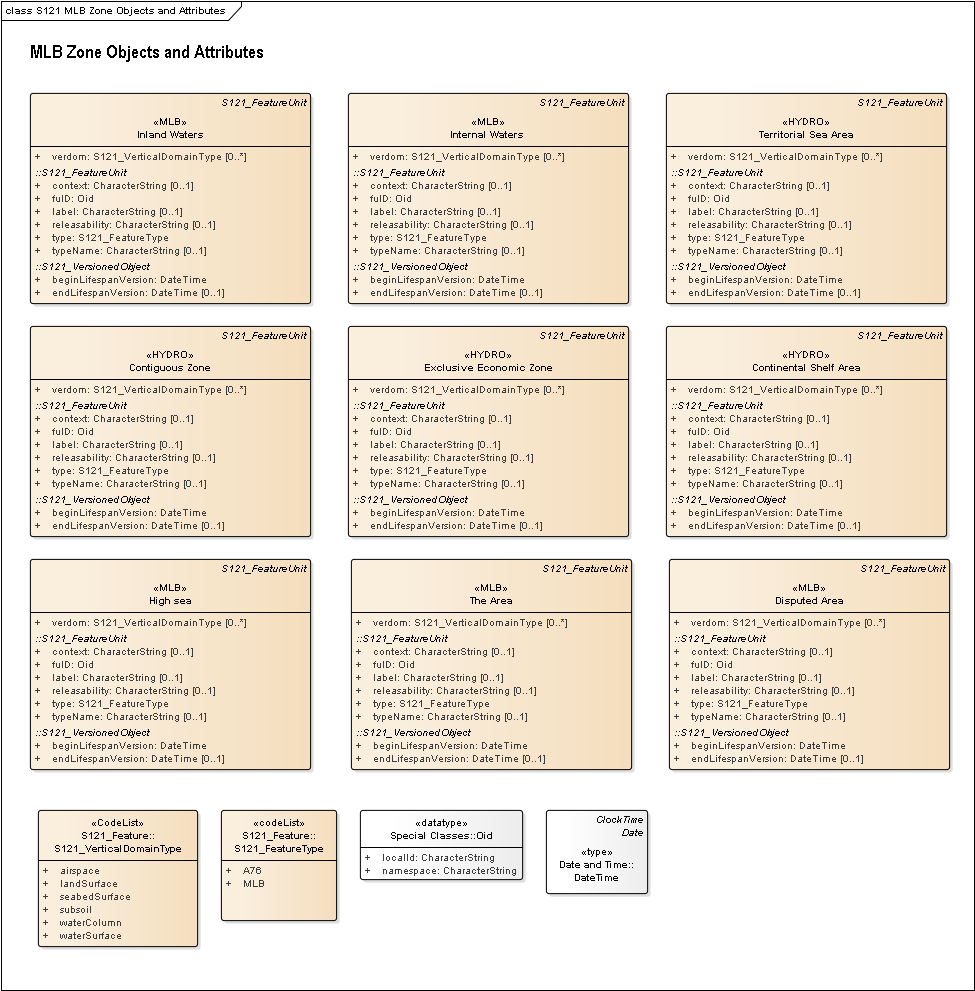 class S121 MLB Zone Objects and Attributes
MLB Zone Objects and Attributes
S121_FeatureUnit
«MLB»
Inland Waters
+ verdom: S121_VerticalDomainType [0..*]
::S121_FeatureUnit
+ context: CharacterString [0..1]
+ fuID: Oid
+ label: CharacterString [0..1]
+ releasability: CharacterString [0..1]
+ type: S121_FeatureType
+ typeName: CharacterString [0..1]
::S121_VersionedObject
+ beginLifespanVersion: DateTime
+ endLifespanVersion: DateTime [0..1]
S121_FeatureUnit
«MLB»
Internal Waters
+ verdom: S121_VerticalDomainType [0..*]
::S121_FeatureUnit
+ context: CharacterString [0..1]
+ fuID: Oid
+ label: CharacterString [0..1]
+ releasability: CharacterString [0..1]
+ type: S121_FeatureType
+ typeName: CharacterString [0..1]
::S121_VersionedObject
+ beginLifespanVersion: DateTime
+ endLifespanVersion: DateTime [0..1]
S121_FeatureUnit
«HYDRO»
Territorial Sea Area
+ verdom: S121_VerticalDomainType [0..*]
::S121_FeatureUnit
+ context: CharacterString [0..1]
+ fuID: Oid
+ label: CharacterString [0..1]
+ releasability: CharacterString [0..1]
+ type: S121_FeatureType
+ typeName: CharacterString [0..1]
::S121_VersionedObject
+ beginLifespanVersion: DateTime
+ endLifespanVersion: DateTime [0..1]
S121_FeatureUnit
«HYDRO»
Contiguous Zone
+ verdom: S121_VerticalDomainType [0..*]
::S121_FeatureUnit
+ context: CharacterString [0..1]
+ fuID: Oid
+ label: CharacterString [0..1]
+ releasability: CharacterString [0..1]
+ type: S121_FeatureType
+ typeName: CharacterString [0..1]
::S121_VersionedObject
+ beginLifespanVersion: DateTime
+ endLifespanVersion: DateTime [0..1]
S121_FeatureUnit
«HYDRO»
Exclusive Economic Zone
+ verdom: S121_VerticalDomainType [0..*]
::S121_FeatureUnit
+ context: CharacterString [0..1]
+ fuID: Oid
+ label: CharacterString [0..1]
+ releasability: CharacterString [0..1]
+ type: S121_FeatureType
+ typeName: CharacterString [0..1]
::S121_VersionedObject
+ beginLifespanVersion: DateTime
+ endLifespanVersion: DateTime [0..1]
S121_FeatureUnit
«HYDRO»
Continental Shelf Area
+ verdom: S121_VerticalDomainType [0..*]
::S121_FeatureUnit
+ context: CharacterString [0..1]
+ fuID: Oid
+ label: CharacterString [0..1]
+ releasability: CharacterString [0..1]
+ type: S121_FeatureType
+ typeName: CharacterString [0..1]
::S121_VersionedObject
+ beginLifespanVersion: DateTime
+ endLifespanVersion: DateTime [0..1]
S121_FeatureUnit
«MLB»
High sea
+ verdom: S121_VerticalDomainType [0..*]
::S121_FeatureUnit
+ context: CharacterString [0..1]
+ fuID: Oid
+ label: CharacterString [0..1]
+ releasability: CharacterString [0..1]
+ type: S121_FeatureType
+ typeName: CharacterString [0..1]
::S121_VersionedObject
+ beginLifespanVersion: DateTime
+ endLifespanVersion: DateTime [0..1]
S121_FeatureUnit
«MLB»
The Area
+ verdom: S121_VerticalDomainType [0..*]
::S121_FeatureUnit
+ context: CharacterString [0..1]
+ fuID: Oid
+ label: CharacterString [0..1]
+ releasability: CharacterString [0..1]
+ type: S121_FeatureType
+ typeName: CharacterString [0..1]
::S121_VersionedObject
+ beginLifespanVersion: DateTime
+ endLifespanVersion: DateTime [0..1]
S121_FeatureUnit
«MLB»
Disputed Area
+ verdom: S121_VerticalDomainType [0..*]
::S121_FeatureUnit
+ context: CharacterString [0..1]
+ fuID: Oid
+ label: CharacterString [0..1]
+ releasability: CharacterString [0..1]
+ type: S121_FeatureType
+ typeName: CharacterString [0..1]
::S121_VersionedObject
+ beginLifespanVersion: DateTime
+ endLifespanVersion: DateTime [0..1]
«CodeList»
S121_Feature::
S121_VerticalDomainType
+ airspace
+ landSurface
+ seabedSurface
+ subsoil
+ waterColumn
+ waterSurface
«codeList»
S121_Feature::
S121_FeatureType
+ A76
+ MLB
«datatype»
Special Classes::Oid
+ localId: CharacterString
+ namespace: CharacterString
ClockTime
Date
«type»
Date and Time::
DateTime